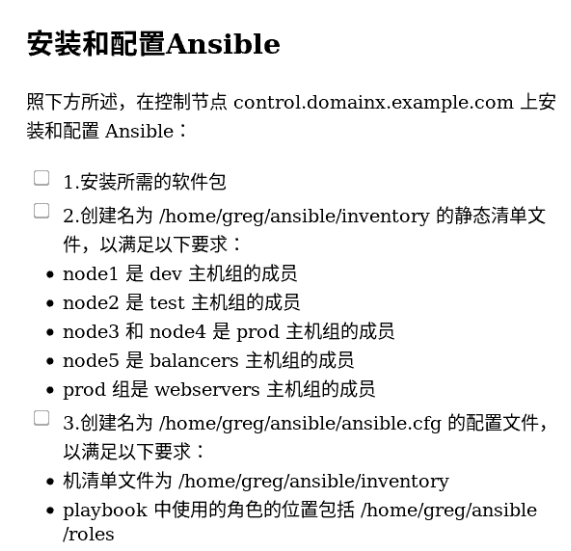 安装和配置Ansible
照下方所述，在控制节点 control.domainx.example.com 上安
装和配置 Ansible：
1.安装所需的软件包
2.创建名为 /home/greg/ansible/inventory 的静态清单文
件，以满足以下要求：
node1 是 dev 主机组的成员
node2 是 test 主机组的成员
node3 和 node4 是 prod 主机组的成员
node5 是 balancers 主机组的成员
prod 组是 webservers 主机组的成员
3.创建名为 /home/greg/ansible/ansible.cfg 的配置文件，
以满足以下要求：
机清单文件为 /home/greg/ansible/inventory
playbook 中使用的角色的位置包括 /home/greg/ansible
/roles